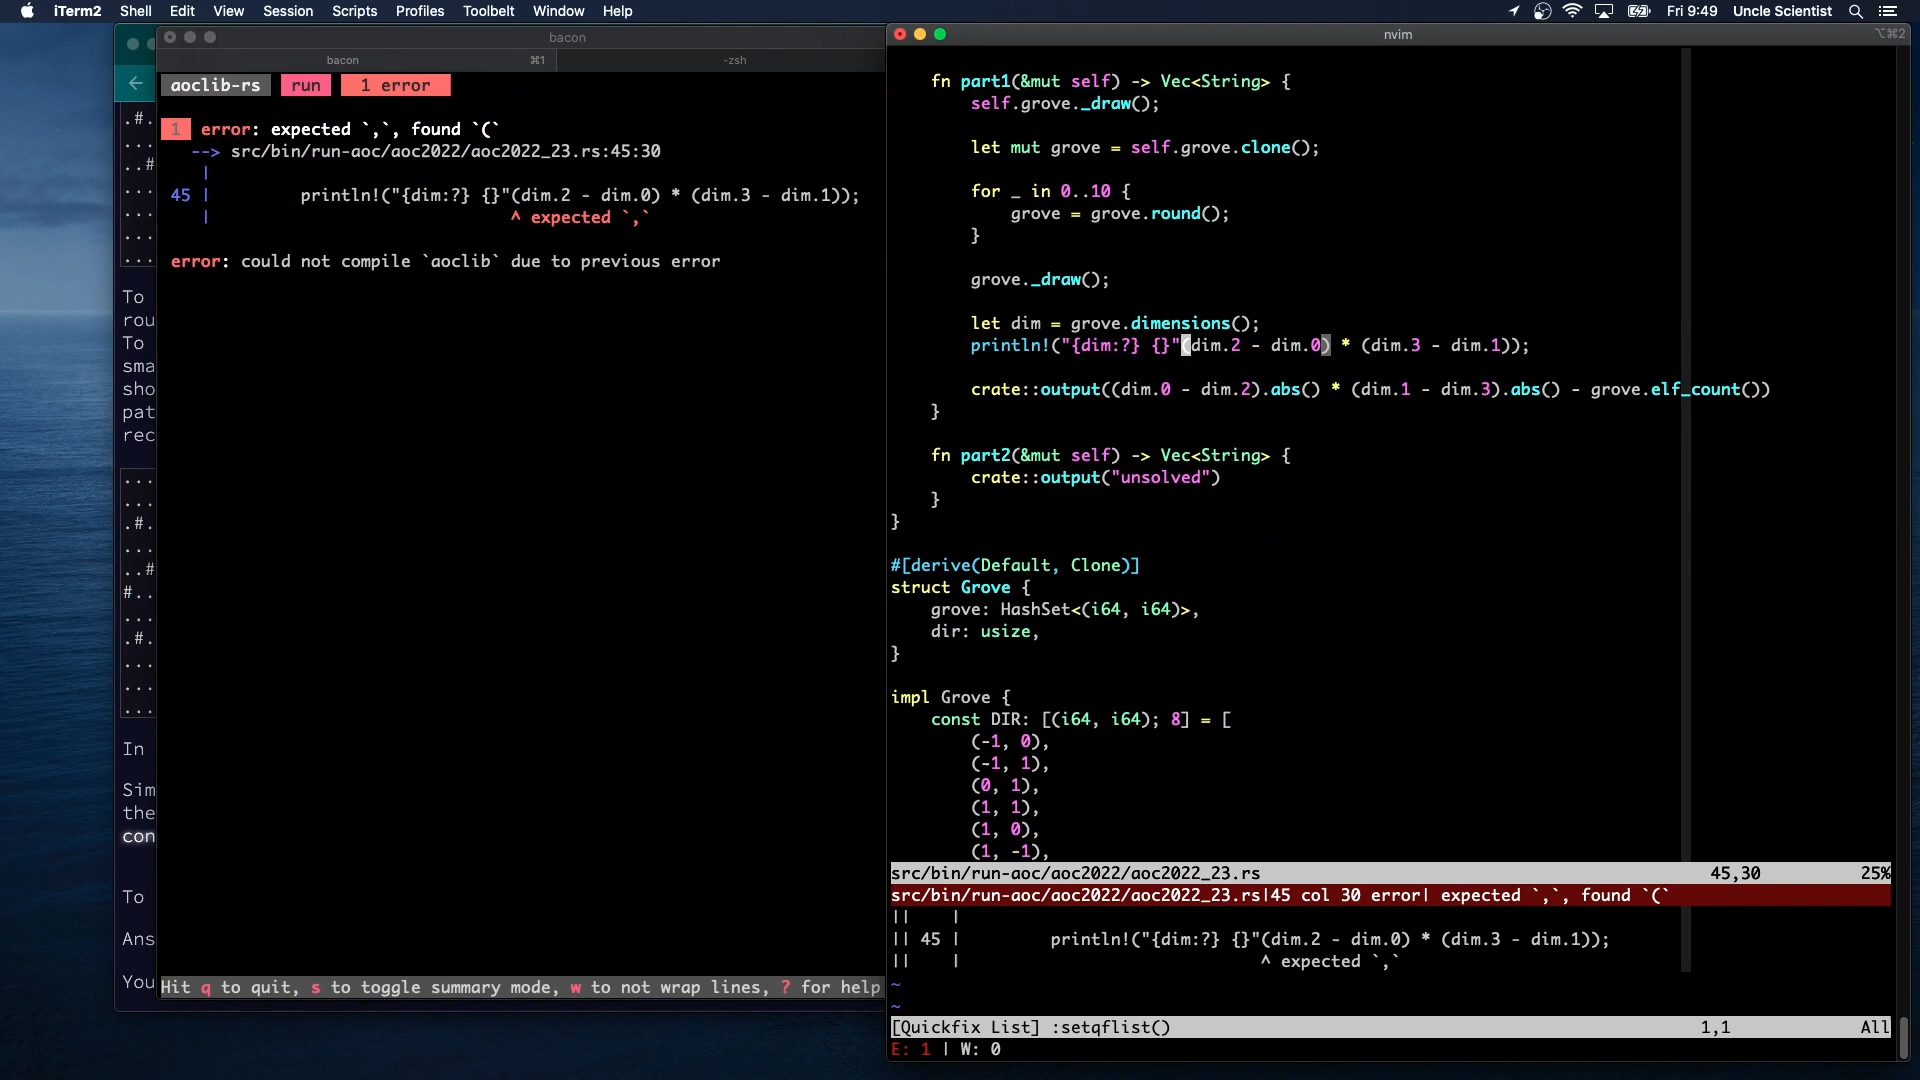 iTerm2 Shell Edit View Session Scripts Profiles Toolbelt Window Help Fri 9:49 Uncle Scientist
bacon
bacon ⌘1 -zsh
aoclib-rs run 1 error
1 error: expected `,`, found `(`
--> src/bin/run-aoc/aoc2022/aoc2022_23.rs:45:30
|
45 | println!("{dim:?} {}"(dim.2 - dim.0) * (dim.3 - dim.1));
| ^ expected `,`
error: could not compile `aoclib` due to previous error
Hit q to quit, s to toggle summary mode, w to not wrap lines, ? for help
.#.
...
..#
...
...
...
...
To
rou
To
sma
sho
pat
rec
...
...
.#.
...
..#
#..
...
.#.
...
...
...
In
Sim
the
con
To
Ans
You
nvim ⌥⌘2
fn part1(&mut self) -> Vec<String> {
self.grove._draw();
let mut grove = self.grove.clone();
for _ in 0..10 {
grove = grove.round();
}
grove._draw();
let dim = grove.dimensions();
println!("{dim:?} {}"(dim.2 - dim.0) * (dim.3 - dim.1));
crate::output((dim.0 - dim.2).abs() * (dim.1 - dim.3).abs() - grove.elf_count())
}
fn part2(&mut self) -> Vec<String> {
crate::output("unsolved")
}
}
#[derive(Default, Clone)]
struct Grove {
grove: HashSet<(i64, i64)>,
dir: usize,
}
impl Grove {
const DIR: [(i64, i64); 8] = [
(-1, 0),
(-1, 1),
(0, 1),
(1, 1),
(1, 0),
(1, -1),
src/bin/run-aoc/aoc2022/aoc2022_23.rs 45,30 25%
src/bin/run-aoc/aoc2022/aoc2022_23.rs|45 col 30 error| expected `,`, found `(`
|| |
|| 45 | println!("{dim:?} {}"(dim.2 - dim.0) * (dim.3 - dim.1));
|| | ^ expected `,`
~
~
[Quickfix List] :setqflist() 1,1 All
E: 1 | W: 0